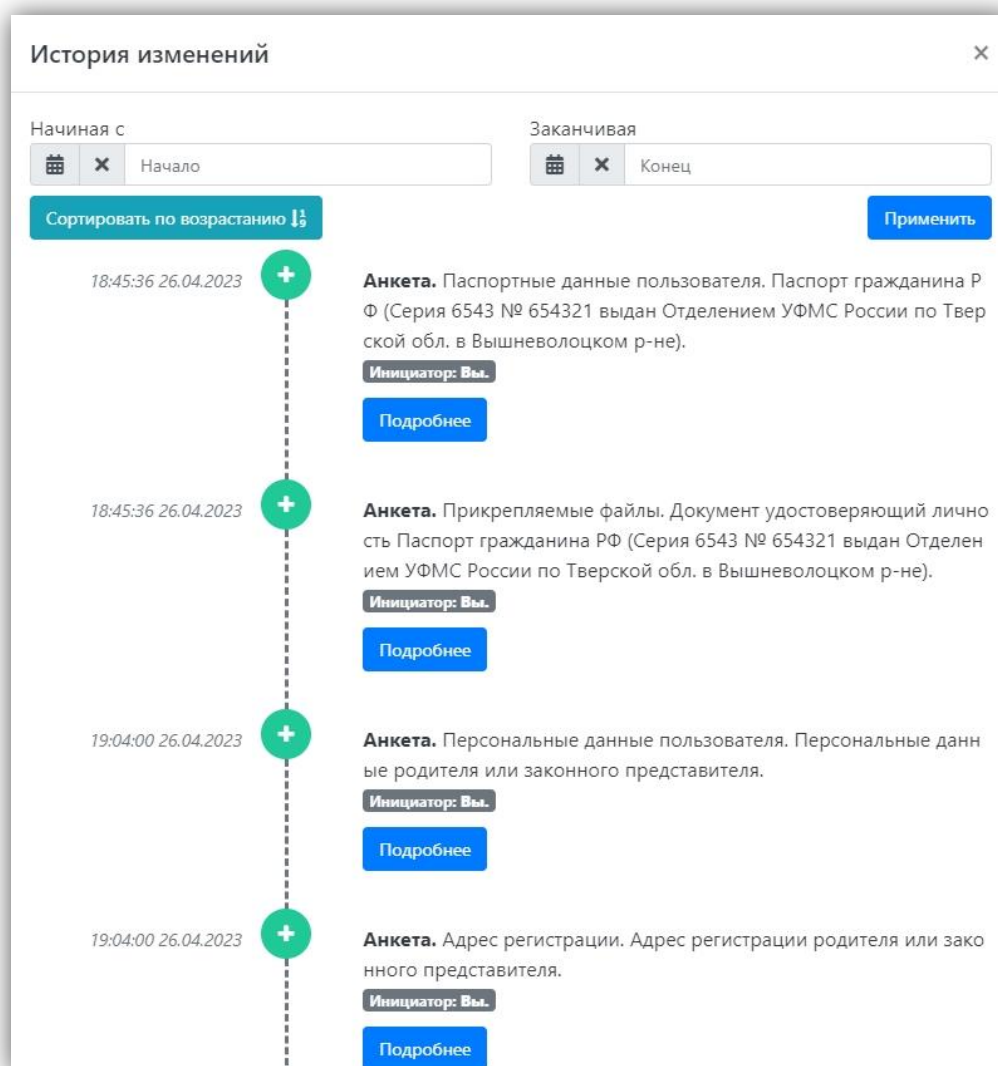 История изменений
Начиная с
Заканчивая
Начало
Конец
Сортировать по возрастанию
Применить
18:45:36 26.04.2023
Анкета. Паспортные данные пользователя. Паспорт гражданина Р
Ф (Серия 6543 № 654321 выдан Отделением УФМС России по Твер
ской обл. в Вышневолоцком р-не).
Инициатор: Вы.
Подробнее
18:45:36 26.04.2023
Анкета. Прикрепляемые файлы. Документ удостоверяющий лично
сть Паспорт гражданина РФ (Серия 6543 № 654321 выдан Отделен
ием УФМС России по Тверской обл. в Вышневолоцком р-не).
Инициатор: Вы.
Подробнее
19:04:00 26.04.2023
Анкета. Персональные данные пользователя. Персональные данн
ые родителя или законного представителя.
Инициатор: Вы.
Подробнее
19:04:00 26.04.2023
Анкета. Адрес регистрации. Адрес регистрации родителя или зако
нного представителя.
Инициатор: Вы.
Подробнее